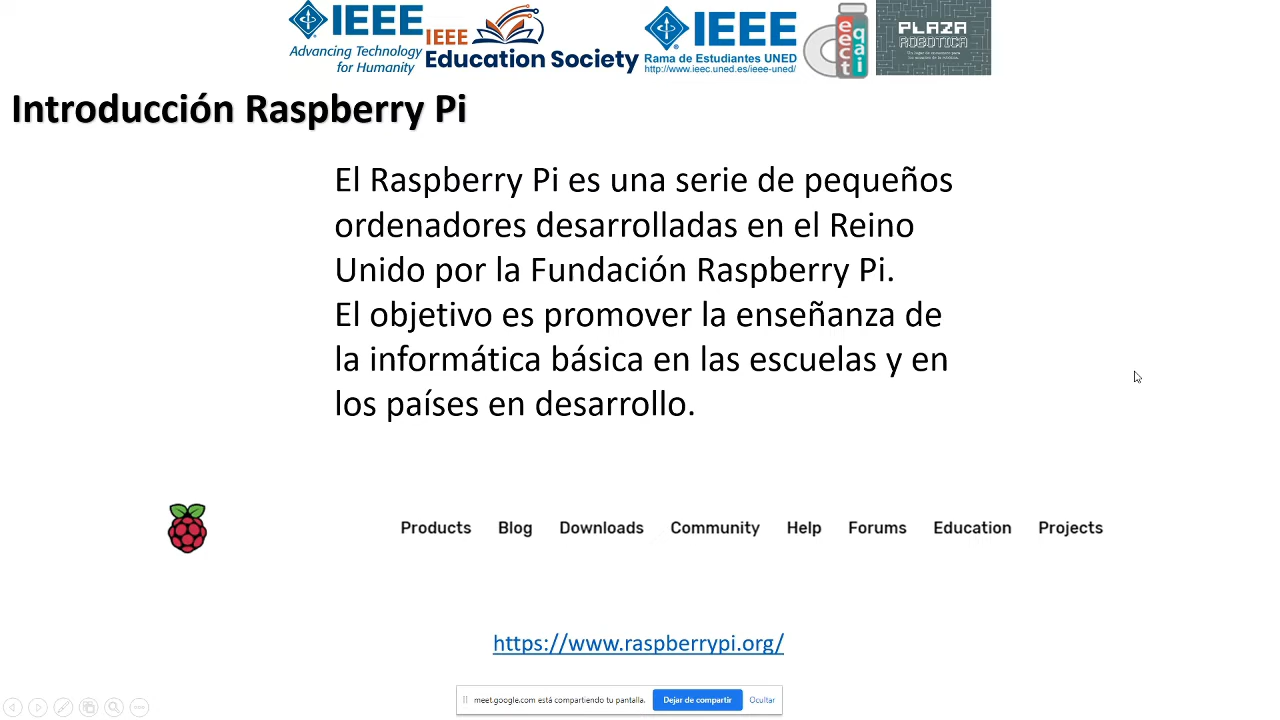 IEEE
Advancing Technology
for Humanity
IEEE
Education Society
IEEE
Rama de Estudiantes UNED
http://www.ieec.uned.es/ieee-uned/
PLAZA
ROBOTICA
Introducción Raspberry Pi
El Raspberry Pi es una serie de pequeños
ordenadores desarrolladas en el Reino
Unido por la Fundación Raspberry Pi.
El objetivo es promover la enseñanza de
la informática básica en las escuelas y en
los países en desarrollo.
Products Blog Downloads Community Help Forums Education Projects
https://www.raspberrypi.org/
meet.google.com está compartiendo tu pantalla. Dejar de compartir Ocultar